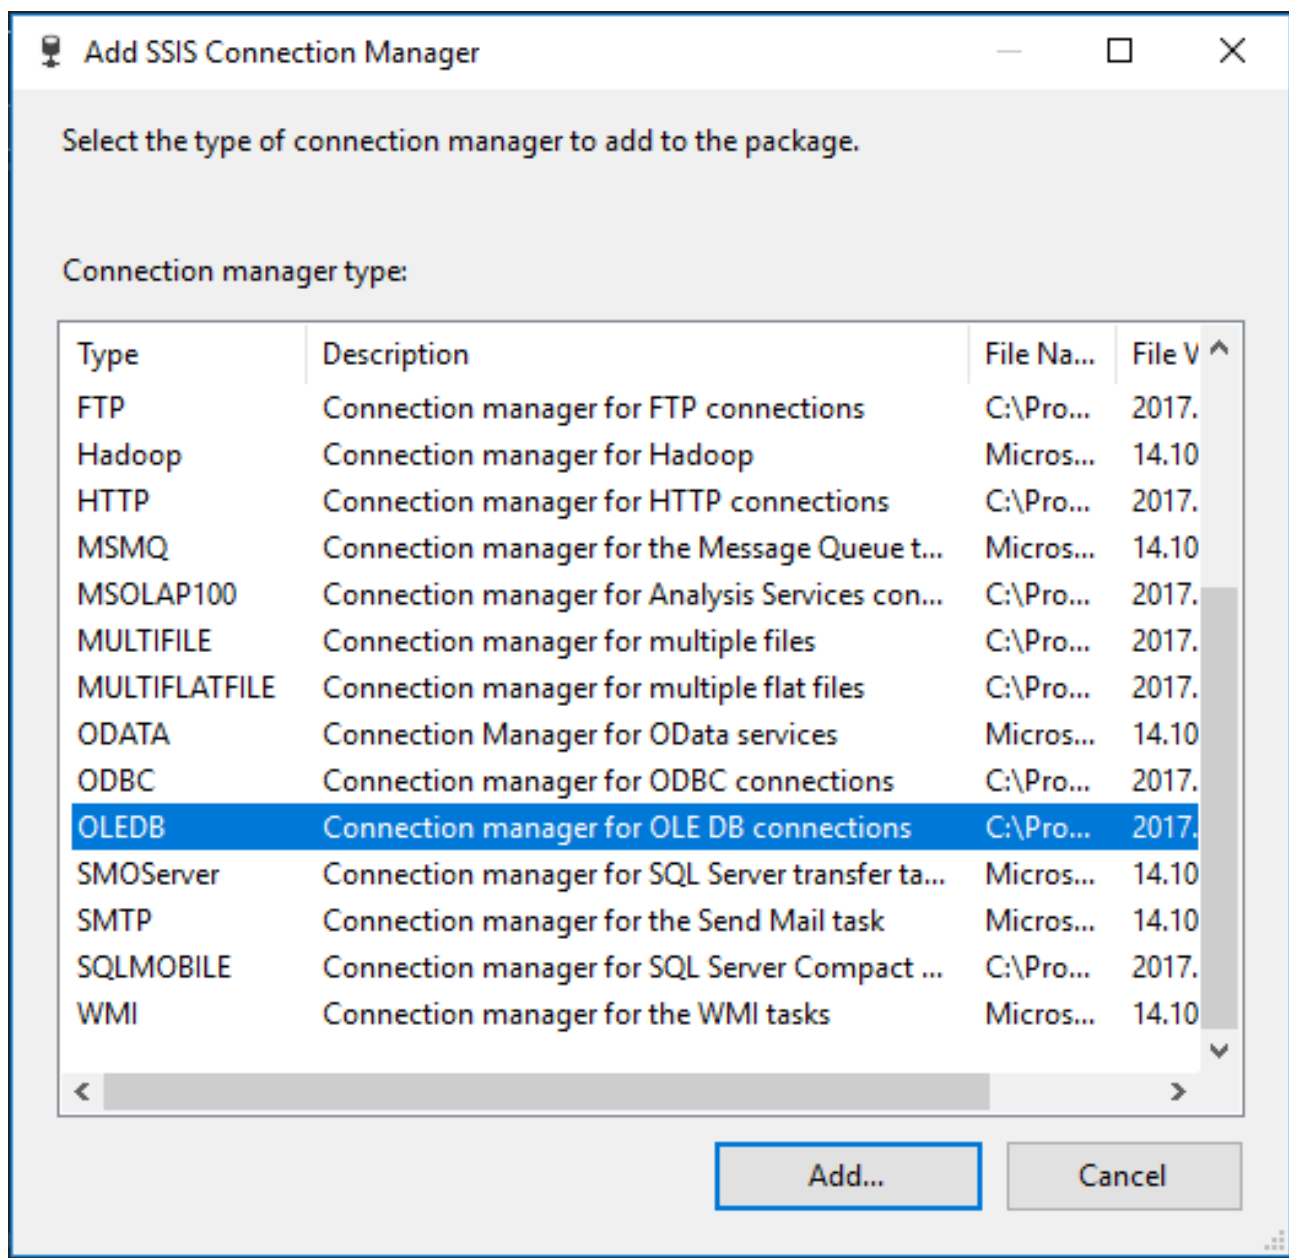 Add SSIS Connection Manager
Select the type of connection manager to add to the package.
Connection manager type:
Type Description File Na... File V
FTP Connection manager for FTP connections C:\Pro... 2017.
Hadoop Connection manager for Hadoop Micros... 14.10
HTTP Connection manager for HTTP connections C:\Pro... 2017.
MSMQ Connection manager for the Message Queue t... Micros... 14.10
MSOLAP100 Connection manager for Analysis Services con... C:\Pro... 2017.
MULTIFILE Connection manager for multiple files C:\Pro... 2017.
MULTIFLATFILE Connection manager for multiple flat files C:\Pro... 2017.
ODATA Connection Manager for OData services Micros... 14.10
ODBC Connection manager for ODBC connections C:\Pro... 2017.
OLEDB Connection manager for OLE DB connections C:\Pro... 2017.
SMOServer Connection manager for SQL Server transfer ta... Micros... 14.10
SMTP Connection manager for the Send Mail task Micros... 14.10
SQLMOBILE Connection manager for SQL Server Compact ... C:\Pro... 2017.
WMI Connection manager for the WMI tasks Micros... 14.10
Add... Cancel